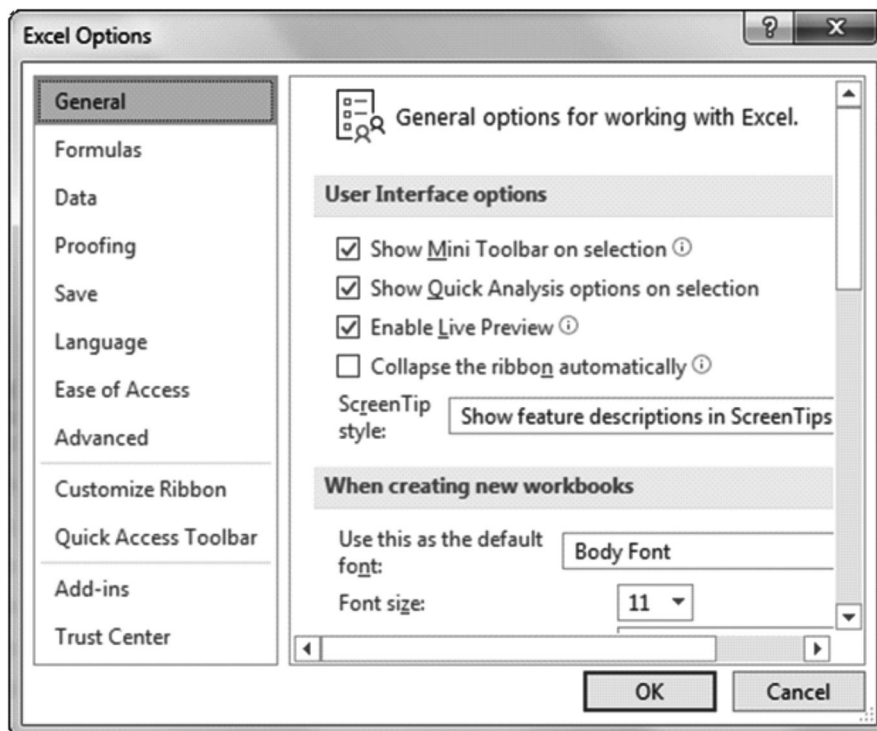 Excel Options
General
Formulas
Data
Proofing
Save
Language
Ease of Access
Advanced
Customize Ribbon
Quick Access Toolbar
Add-ins
Trust Center
General options for working with Excel.
User Interface options
Show Mini Toolbar on selection
Show Quick Analysis options on selection
Enable Live Preview
Collapse the ribbon automatically
ScreenTip
style:
Show feature descriptions in ScreenTips
When creating new workbooks
Use this as the default
font:
Body Font
Font size:
11
OK
Cancel